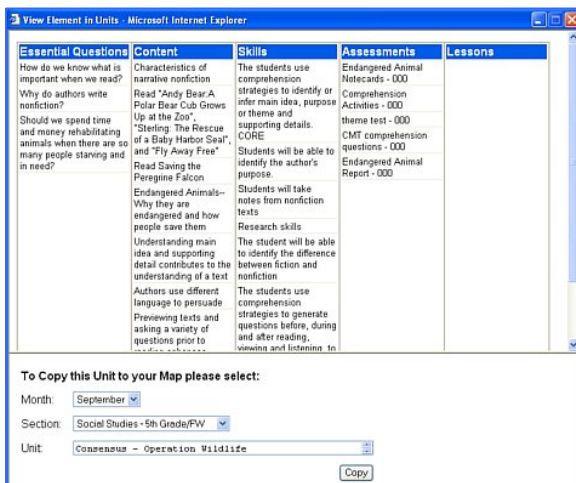 View Element in Units - Microsoft Internet Explorer
Essential Questions
How do we know what is
important when we read?
Why do authors write
nonfiction?
Should we spend time
and money rehabilitating
animals when there are so
many people starving and
in need?
Content
Characteristics of
narrative nonfiction
Read "Andy Bear:A
Polar Bear Cub Grows
Up at the Zoo",
"Sterling: The Rescue
of a Baby Harbor Seal",
and "Fly Away Free"
Read Saving the
Peregrine Falcon
Endangered Animals--
Why they are
endangered and how
people save them
Understanding main
idea and supporting
detail contributes to the
understanding of a text
Authors use different
language to persuade
Previewing texts and
asking a variety of
questions prior to
reading enhances
Skills
The students use
comprehension
strategies to identify or
infer main idea, purpose
or theme and
supporting details.
CORE
Students will be able to
identify the author's
purpose.
Students will take
notes from nonfiction
texts
Research skills
The student will be able
to identify the difference
between fiction and
nonfiction
The students use
comprehension
strategies to generate
questions before, during
and after reading,
viewing and listening, to
Assessments
Endangered Animal
Notecards - 000
Comprehension
Activities - 000
theme test - 000
CMT comprehension
questions - 000
Endangered Animal
Report - 000
Lessons
To Copy this Unit to your Map please select:
Month: September
Section: Social Studies - 5th Grade/FW
Unit: Consensus - Operation Wildlife
Copy